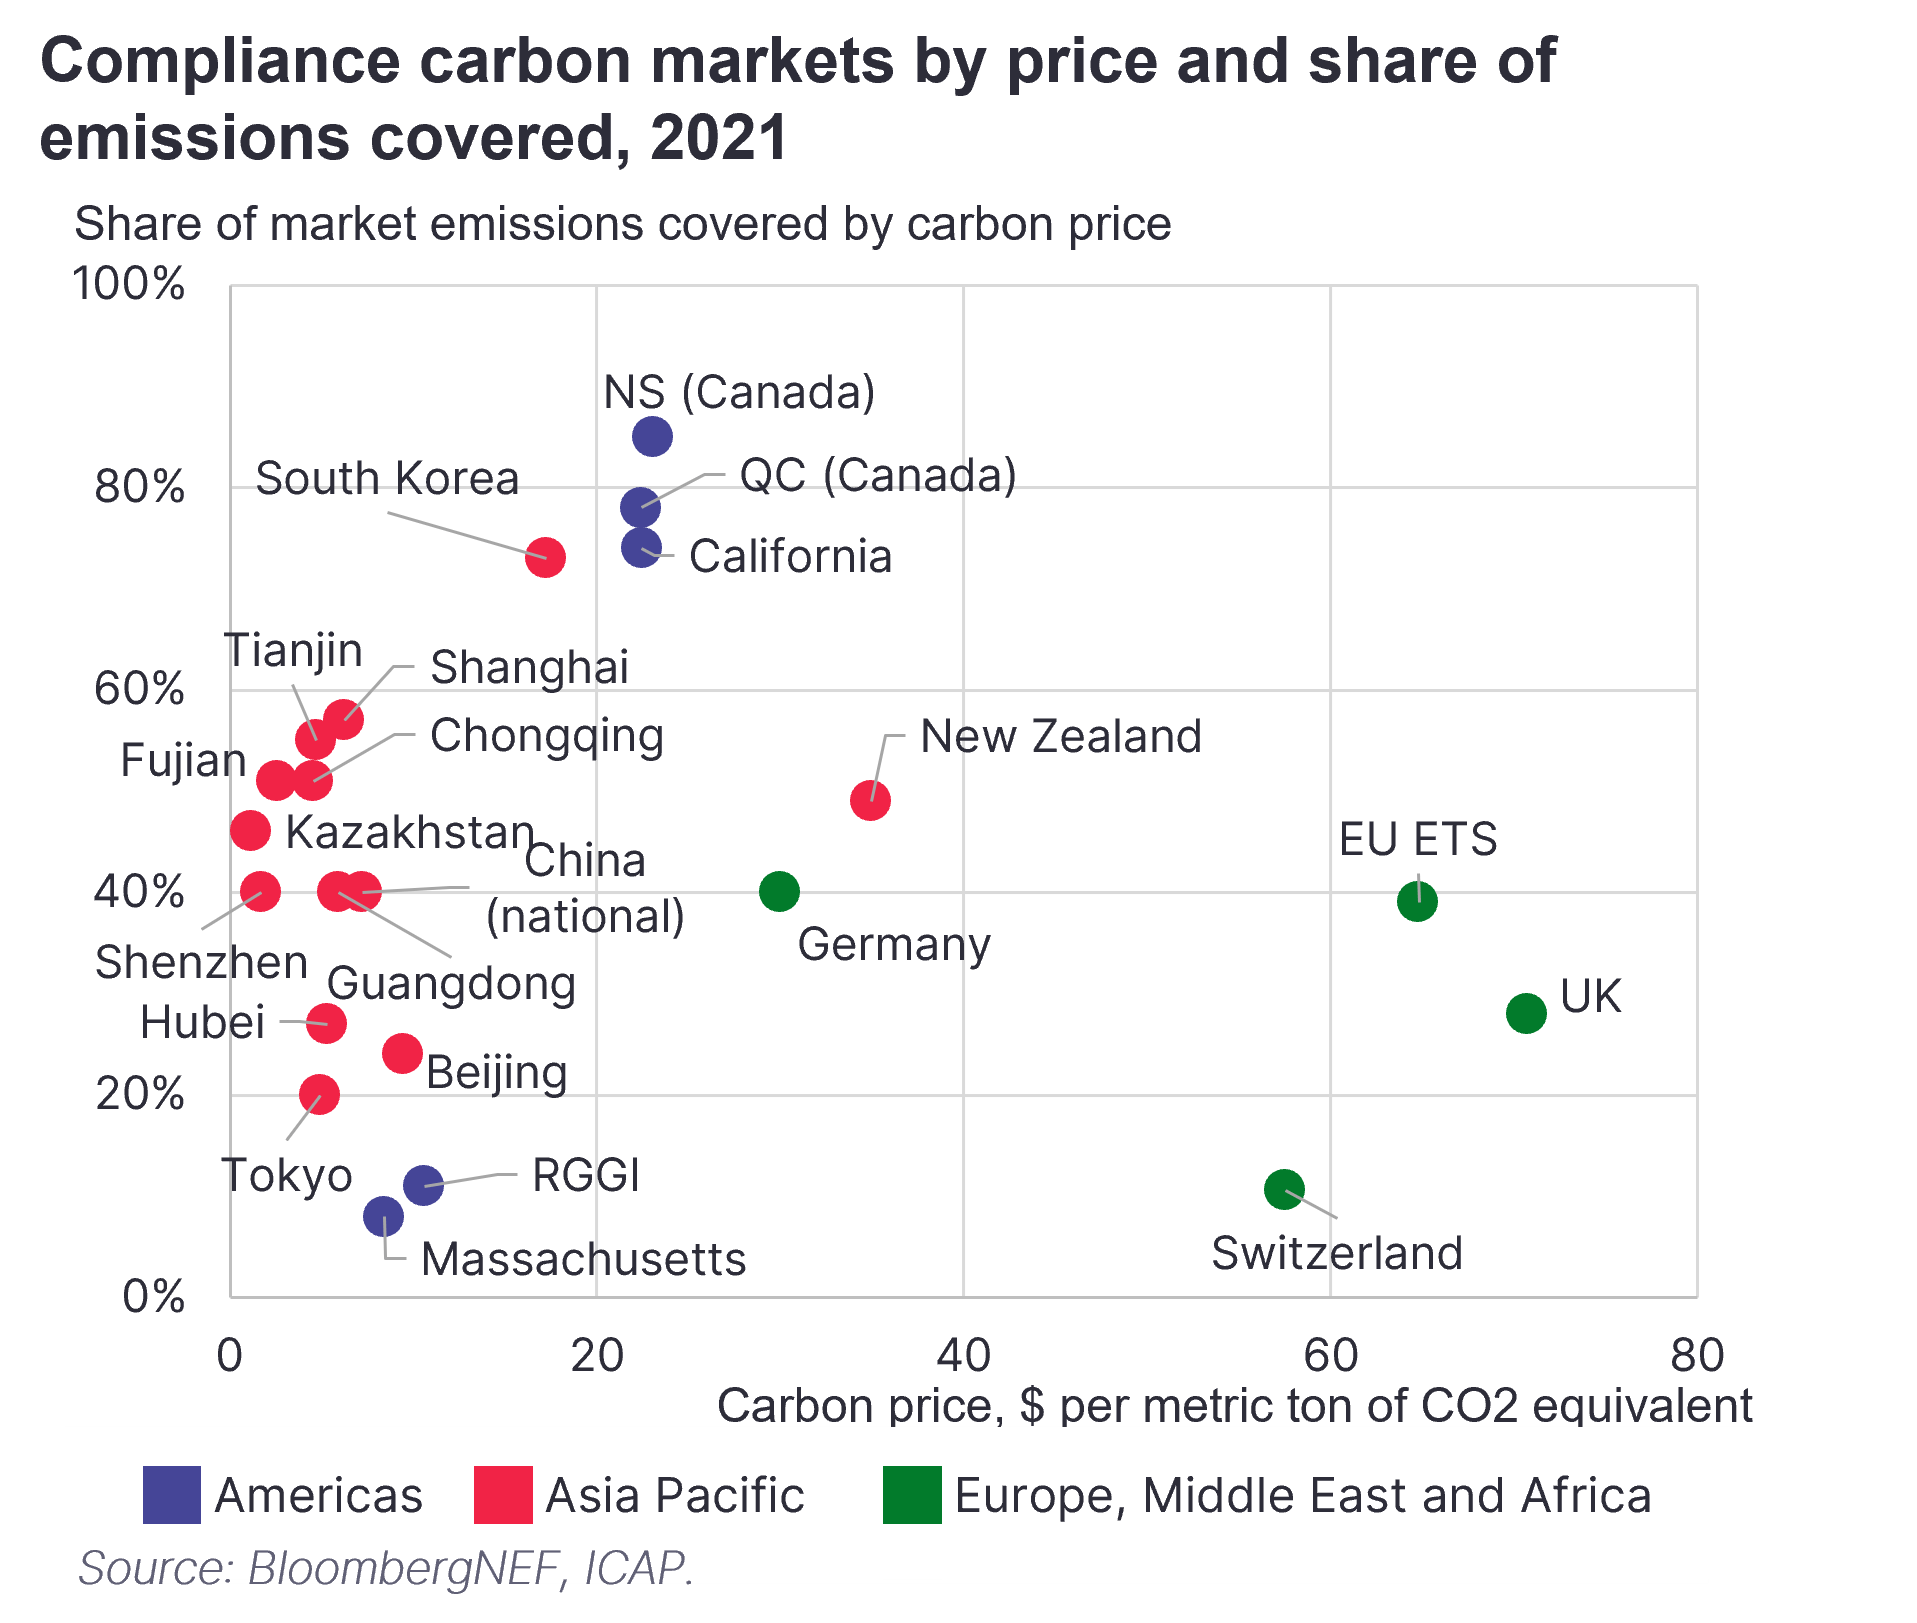 Compliance carbon markets by price and share of
emissions covered, 2021
Share of market emissions covered by carbon price
100%
NS (Canada)
80%
South Korea
QC (Canada)
California
Tianjin
Shanghai
60%
Chongqing
New Zealand
Fujian
Kazakhstan
EU ETS
China
(national)
40%
Germany
Shenzhen
Guangdong
UK
Hubei
Beijing
20%
Tokyo
RGGI
Switzerland
Massachusetts
0%
0 20 40 60 80
Carbon price, $ per metric ton of CO2 equivalent
Americas Asia Pacific Europe, Middle East and Africa
Source: BloombergNEF, ICAP.